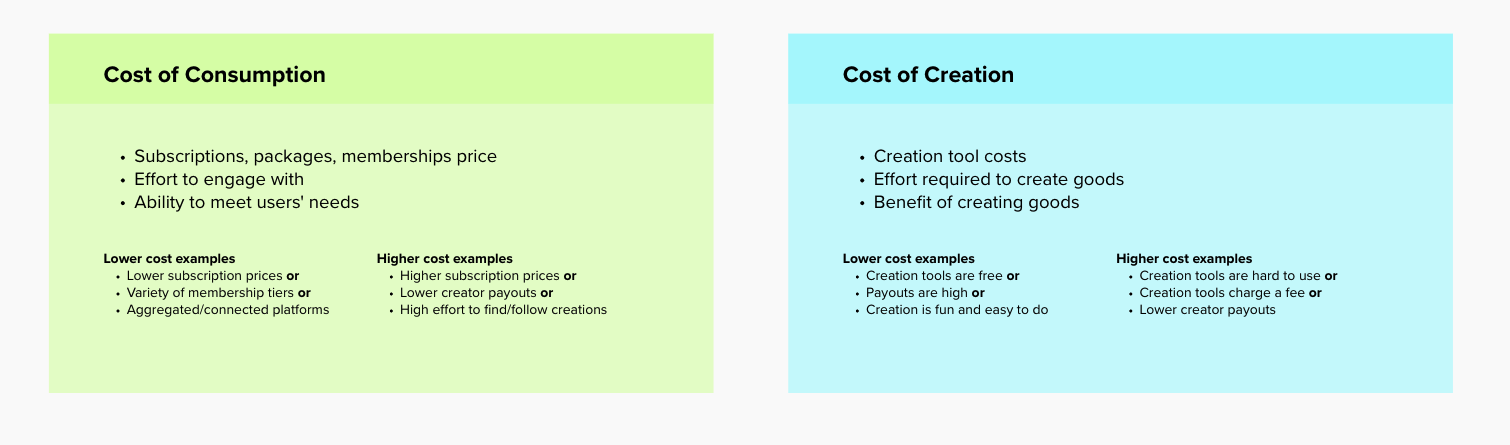 Cost of Consumption
• Subscriptions, packages, memberships price
• Effort to engage with
• Ability to meet users' needs
Lower cost examples
• Lower subscription prices or
• Variety of membership tiers or
• Aggregated/connected platforms
Higher cost examples
• Higher subscription prices or
• Lower creator payouts or
• High effort to find/follow creations
Cost of Creation
• Creation tool costs
• Effort required to create goods
• Benefit of creating goods
Lower cost examples
• Creation tools are free or
• Payouts are high or
• Creation is fun and easy to do
Higher cost examples
• Creation tools are hard to use or
• Creation tools charge a fee or
• Lower creator payouts